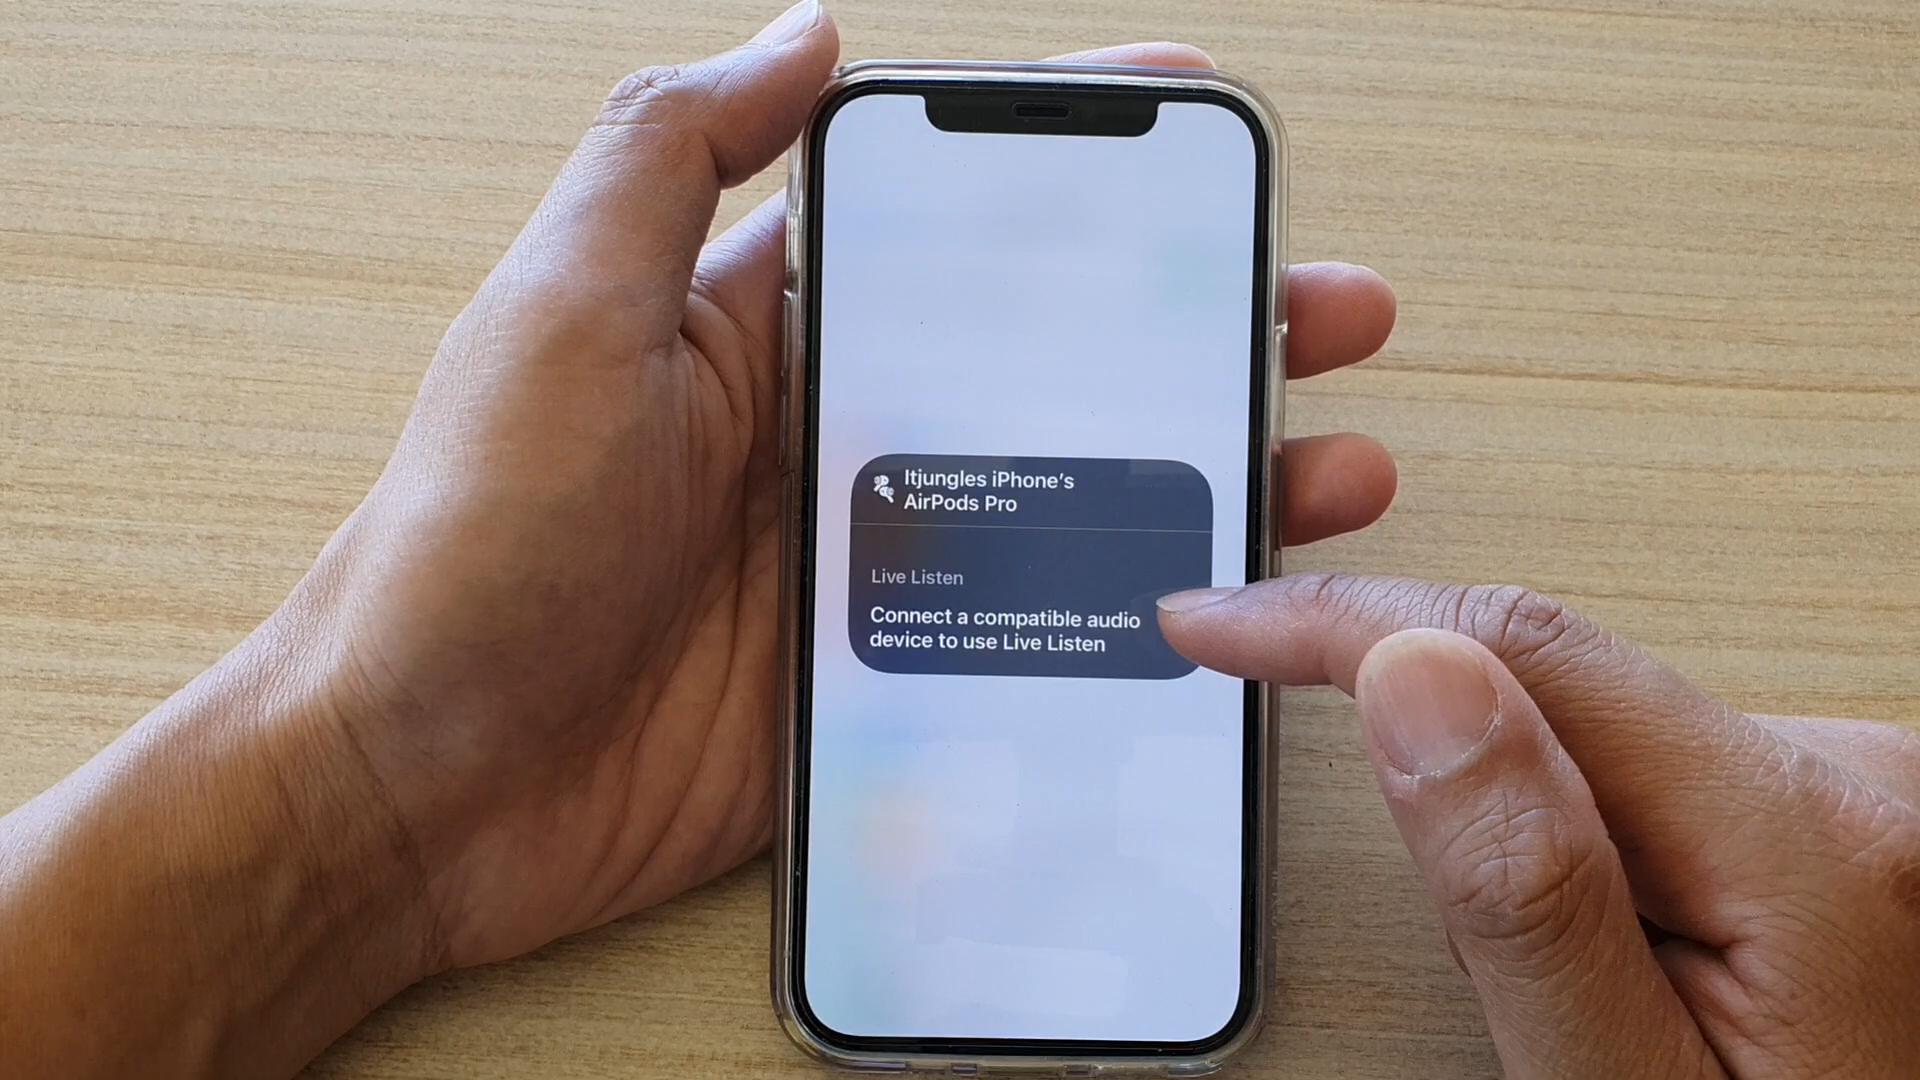 Itjungles iPhone’s
AirPods Pro
Live Listen
Connect a compatible audio
device to use Live Listen